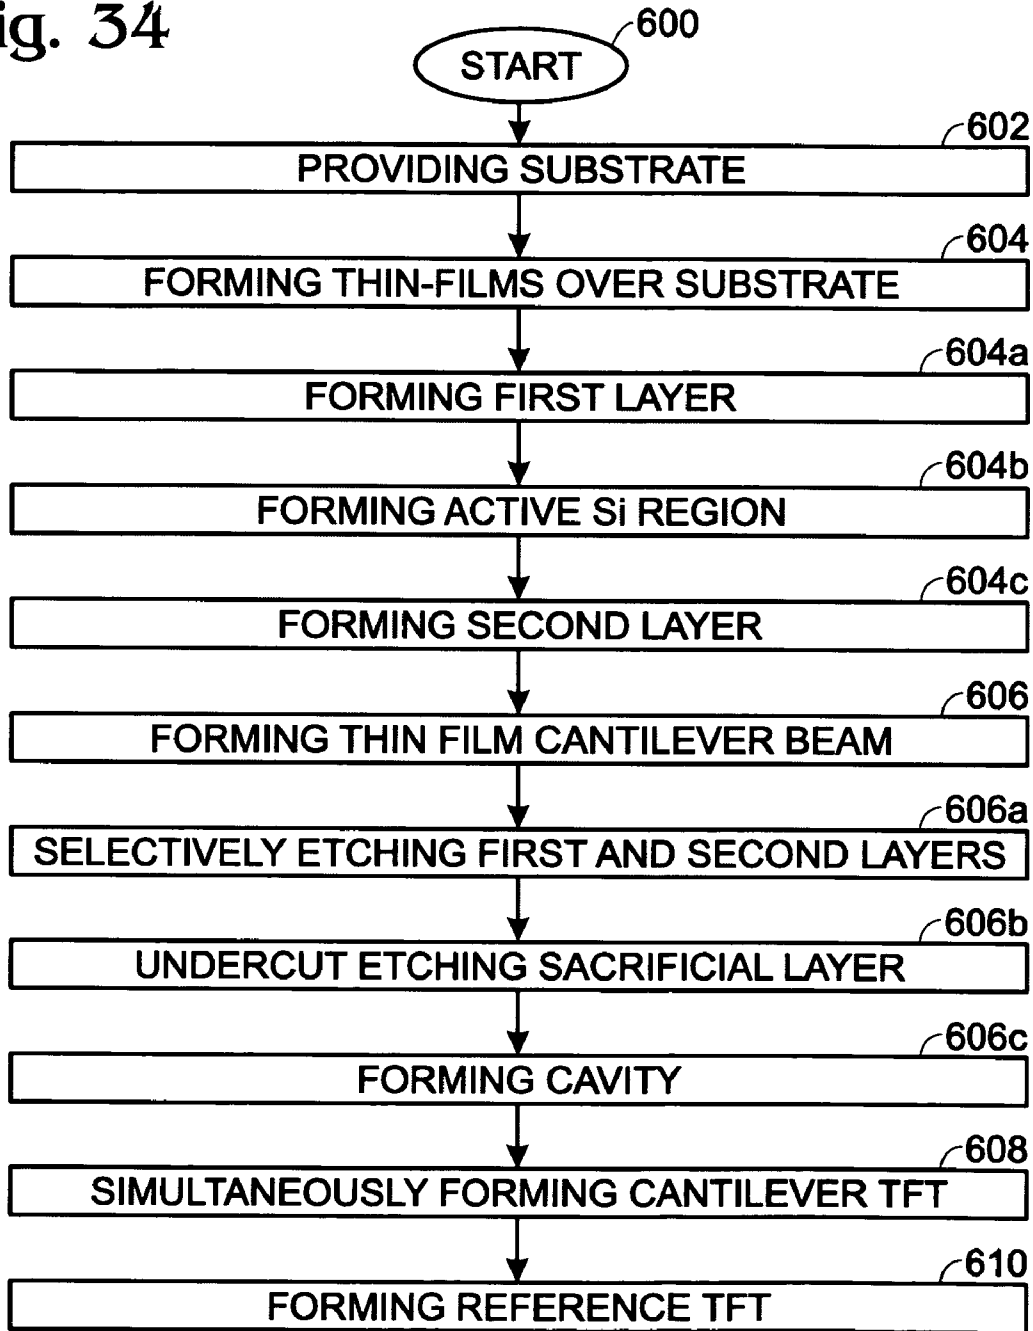 ig. 34
600
START
602
PROVIDING SUBSTRATE
604
FORMING THIN-FILMS OVER SUBSTRATE
604a
FORMING FIRST LAYER
604b
FORMING ACTIVE Si REGION
604c
FORMING SECOND LAYER
606
FORMING THIN FILM CANTILEVER BEAM
606a
SELECTIVELY ETCHING FIRST AND SECOND LAYERS
606b
UNDERCUT ETCHING SACRIFICIAL LAYER
606c
FORMING CAVITY
608
SIMULTANEOUSLY FORMING CANTILEVER TFT
610
FORMING REFERENCE TFT